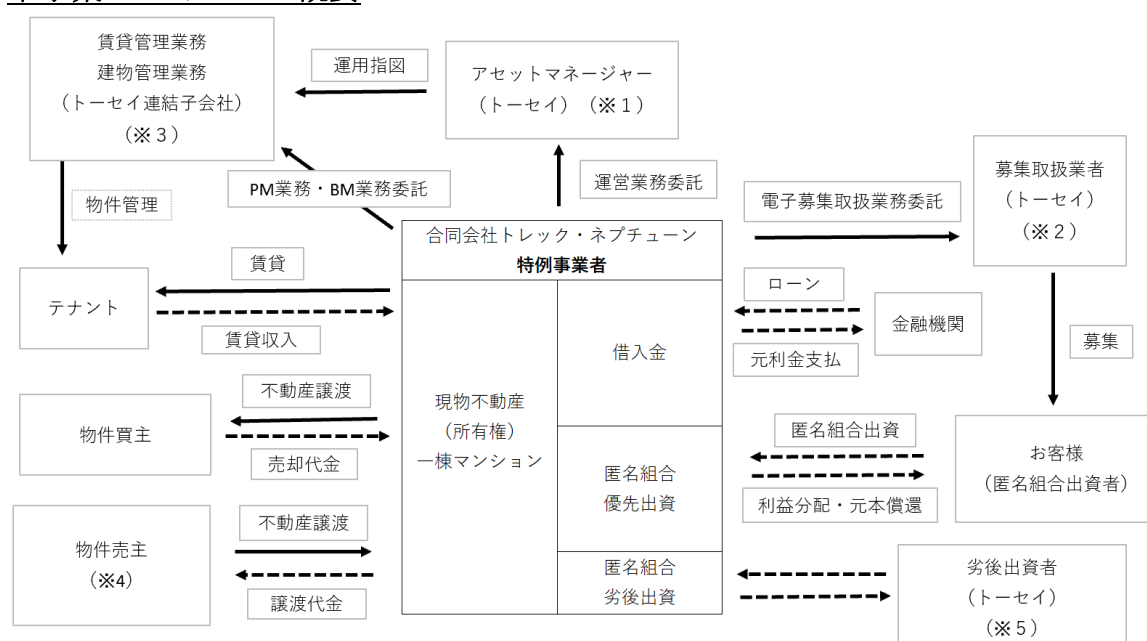 賃貸管理業務
建物管理業務
（トーセイ連結子会社）
（※３）
運用指図
アセットマネージャー
（トーセイ）（※１）
PM業務・BM業務委託
運営業務委託
電子募集取扱業務委託
募集取扱業者
（トーセイ）
（※２）
物件管理
合同会社トレック・ネプチューン
特例事業者
賃貸
テナント
賃貸収入
ローン
金融機関
元利金支払
募集
借入金
現物不動産
（所有権）
一棟マンション
不動産譲渡
物件買主
売却代金
匿名組合
優先出資
匿名組合出資
利益分配・元本償還
お客様
（匿名組合出資者）
不動産譲渡
物件売主
（※4）
譲渡代金
匿名組合
劣後出資
劣後出資者
（トーセイ）
（※５）